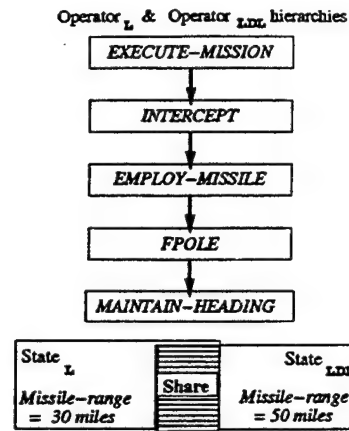 Operator L & Operator LDL hierarchies
EXECUTE-MISSION
INTERCEPT
EMPLOY-MISSILE
FPOLE
MAINTAIN-HEADING
State L
Missile-range
= 30 miles
Share
State LDL
Missile-range
= 50 miles